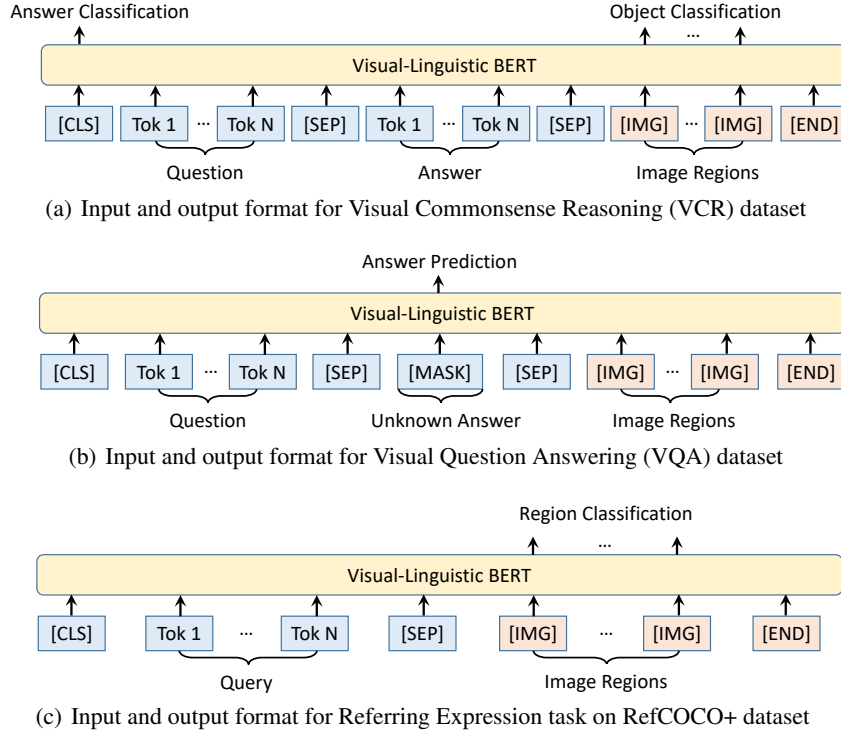 Answer Classification Object Classification
...
Visual-Linguistic BERT
[CLS] Tok 1 ... Tok N [SEP] Tok 1 ... Tok N [SEP] [IMG] ... [IMG] [END]
Question Answer Image Regions
(a) Input and output format for Visual Commonsense Reasoning (VCR) dataset
Answer Prediction
Visual-Linguistic BERT
[CLS] Tok 1 ... Tok N [SEP] [MASK] [SEP] [IMG] ... [IMG] [END]
Question Unknown Answer Image Regions
(b) Input and output format for Visual Question Answering (VQA) dataset
Region Classification
...
Visual-Linguistic BERT
[CLS] Tok 1 ... Tok N [SEP] [IMG] ... [IMG] [END]
Query Image Regions
(c) Input and output format for Referring Expression task on RefCOCO+ dataset